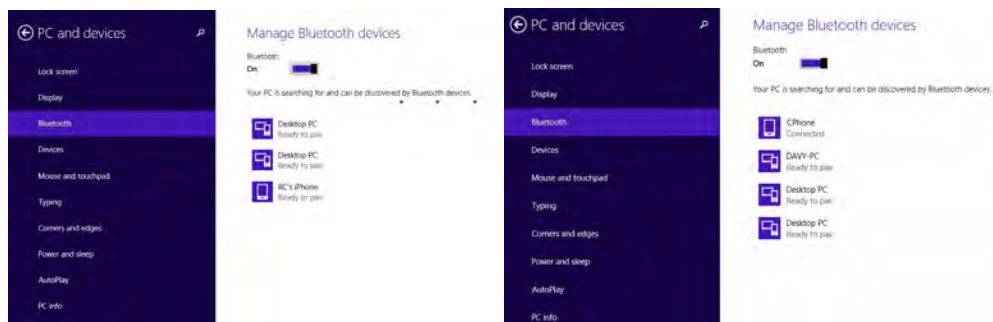 PC and devices
Lock screen
Display
Bluetooth
Devices
Mouse and touchpad
Typing
Corners and edges
Power and sleep
AutoPlay
PC info
Manage Bluetooth devices
Bluetooth
On
Your PC is searching for and can be discovered by Bluetooth devices.
Desktop PC
Ready to pair
Desktop PC
Ready to pair
RC's iPhone
Ready to pair
PC and devices
Lock screen
Display
Bluetooth
Devices
Mouse and touchpad
Typing
Corners and edges
Power and sleep
AutoPlay
PC info
Manage Bluetooth devices
Bluetooth
On
Your PC is searching for and can be discovered by Bluetooth devices.
CPhone
Connected
DAVY-PC
Ready to pair
Desktop PC
Ready to pair
Desktop PC
Ready to pair